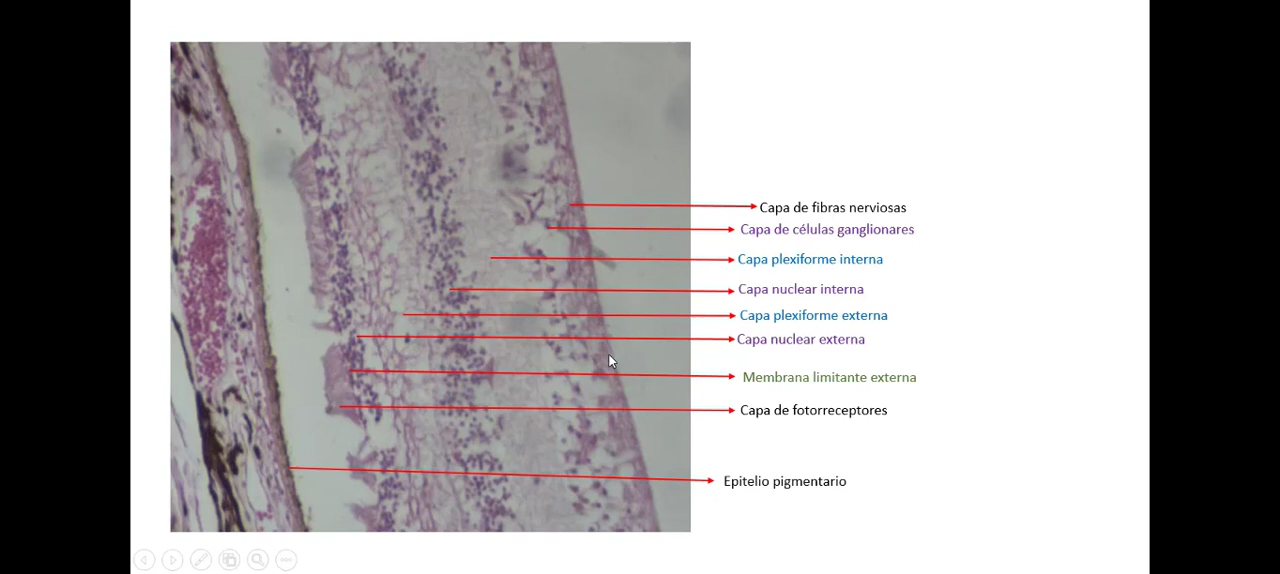 Capa de fibras nerviosas
Capa de células ganglionares
Capa plexiforme interna
Capa nuclear interna
Capa plexiforme externa
Capa nuclear externa
Membrana limitante externa
Capa de fotorreceptores
Epitelio pigmentario